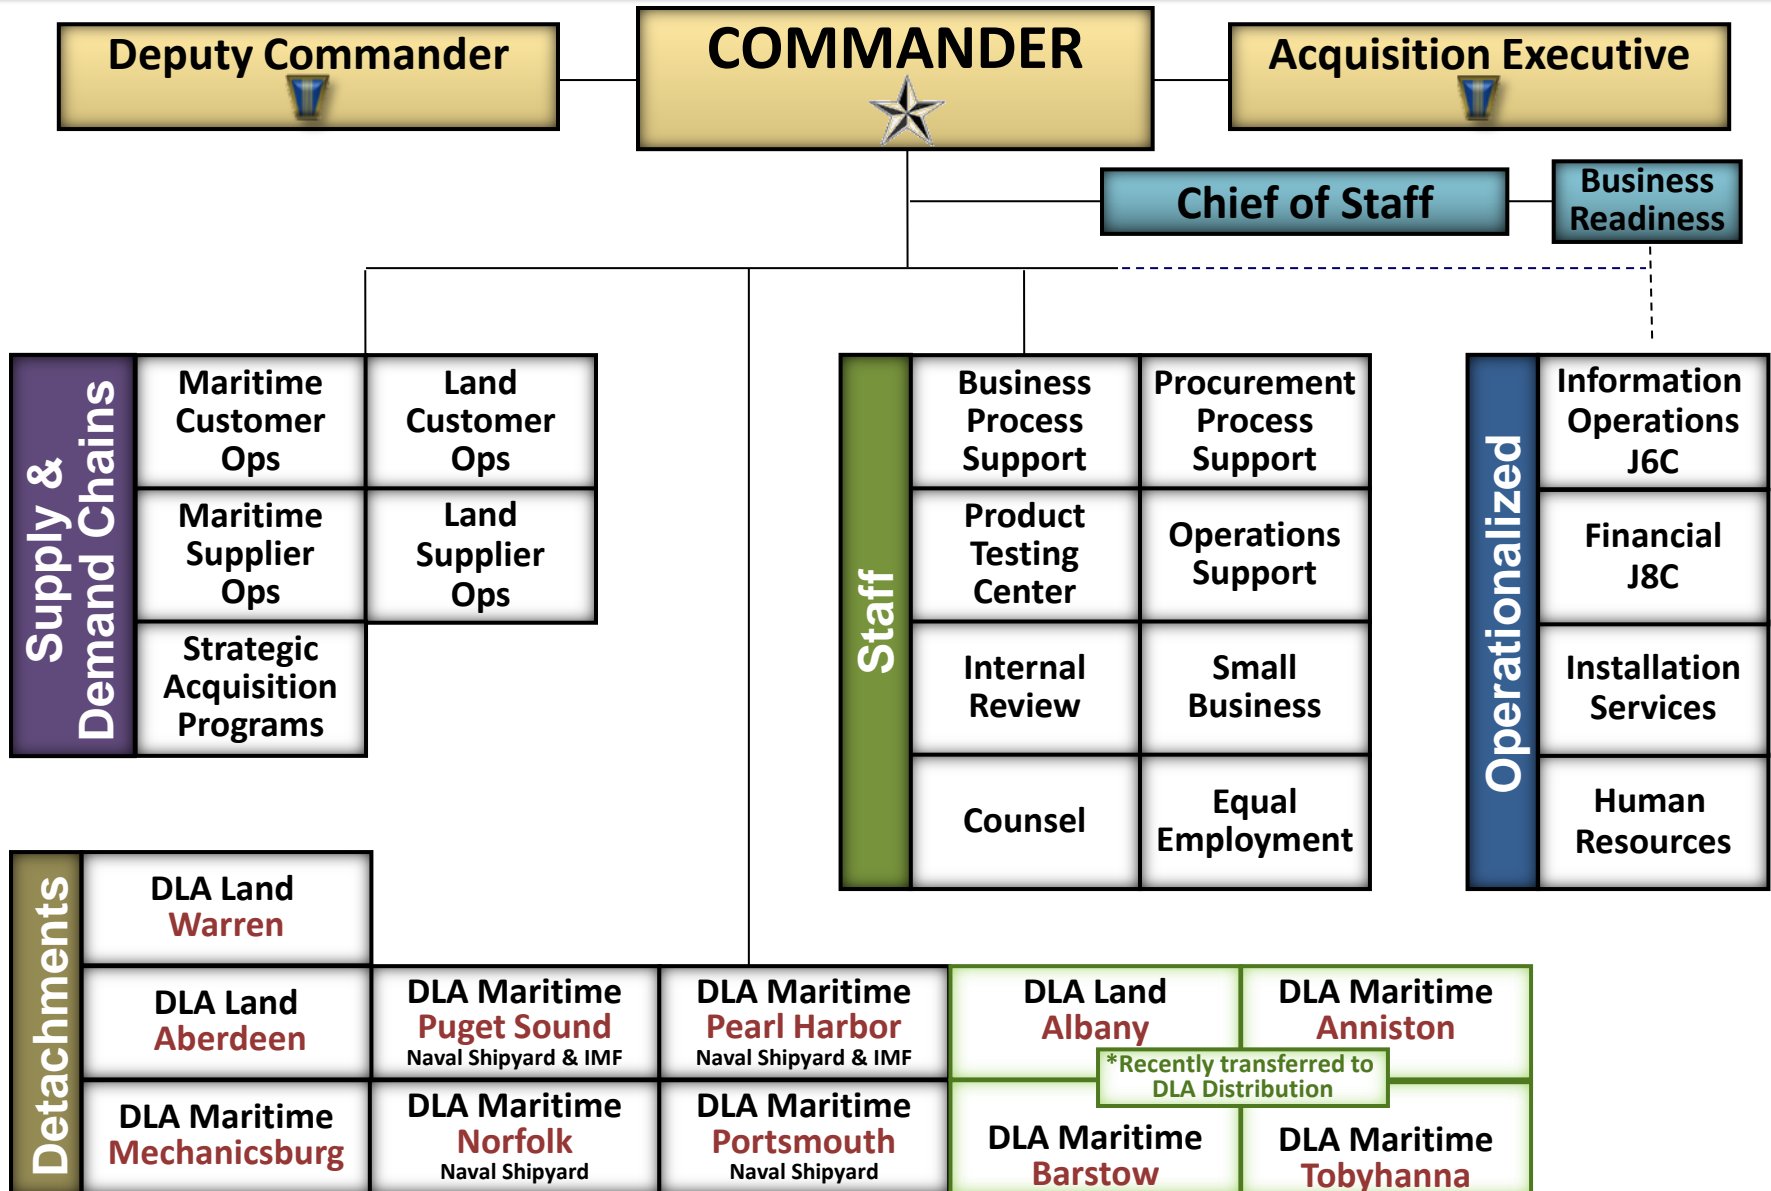 Deputy Commander
COMMANDER
Acquisition Executive
Chief of Staff
Business
Readiness
Supply &
Demand Chains
Maritime
Customer
Ops
Land
Customer
Ops
Maritime
Supplier
Ops
Land
Supplier
Ops
Strategic
Acquisition
Programs
Staff
Business
Process
Support
Procurement
Process
Support
Product
Testing
Center
Operations
Support
Internal
Review
Small
Business
Counsel
Equal
Employment
Operationalized
Information
Operations
J6C
Financial
J8C
Installation
Services
Human
Resources
Detachments
DLA Land
Warren
DLA Land
Aberdeen
DLA Maritime
Puget Sound
Naval Shipyard & IMF
DLA Maritime
Pearl Harbor
Naval Shipyard & IMF
DLA Land
Albany
DLA Maritime
Anniston
*Recently transferred to
DLA Distribution
DLA Maritime
Mechanicsburg
DLA Maritime
Norfolk
Naval Shipyard
DLA Maritime
Portsmouth
Naval Shipyard
DLA Maritime
Barstow
DLA Maritime
Tobyhanna